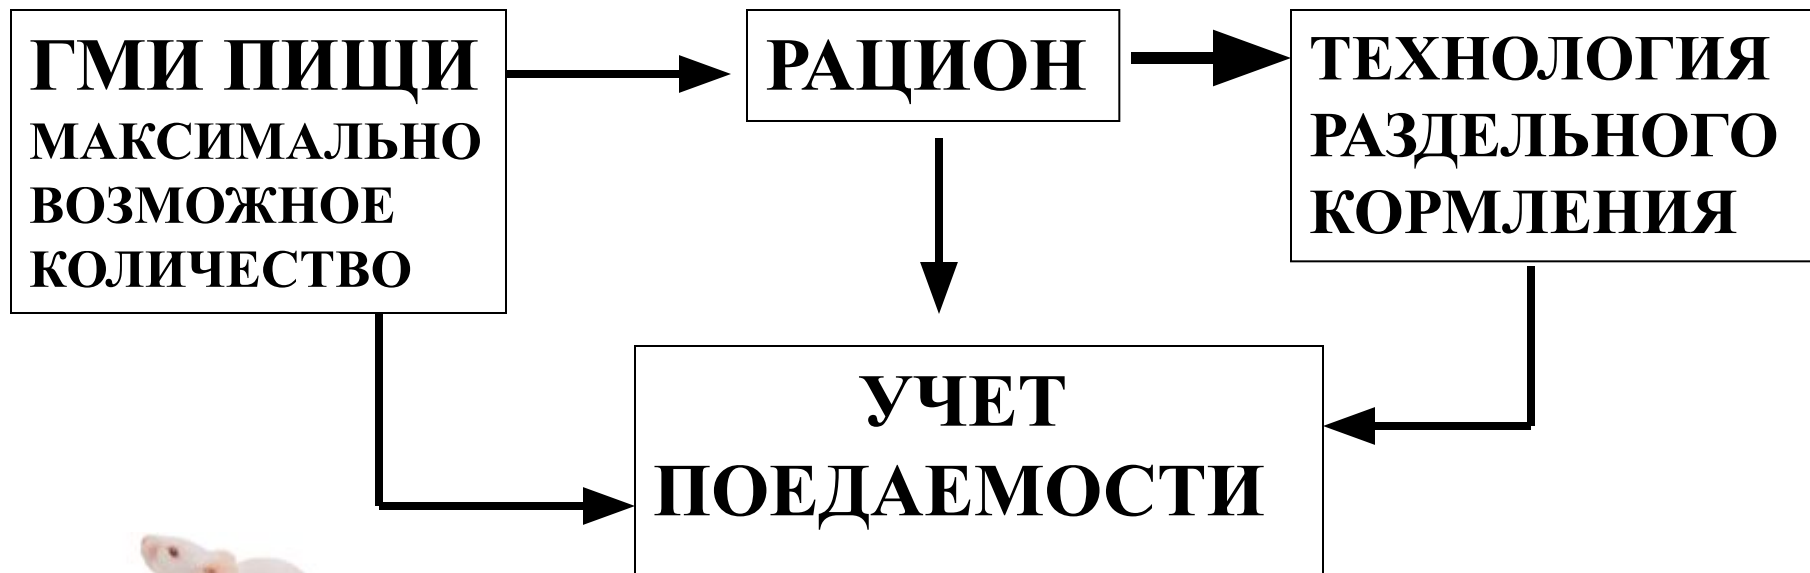 ГМИ ПИЩИ
МАКСИМАЛЬНО
ВОЗМОЖНОЕ
КОЛИЧЕСТВО
РАЦИОН
ТЕХНОЛОГИЯ
РАЗДЕЛЬНОГО
КОРМЛЕНИЯ
УЧЕТ
ПОЕДАЕМОСТИ